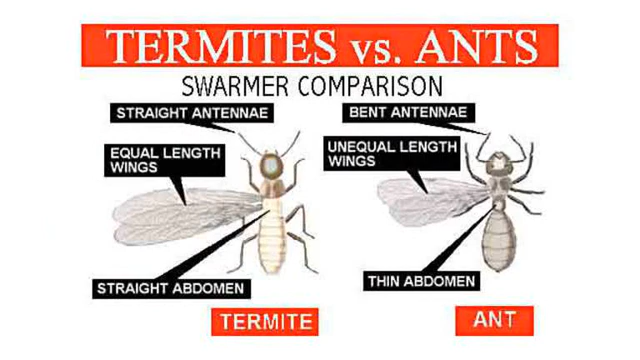 TERMITES vs. ANTS
SWARMER COMPARISON
STRAIGHT ANTENNAE
EQUAL LENGTH
WINGS
STRAIGHT ABDOMEN
TERMITE
BENT ANTENNAE
UNEQUAL LENGTH
WINGS
THIN ABDOMEN
ANT